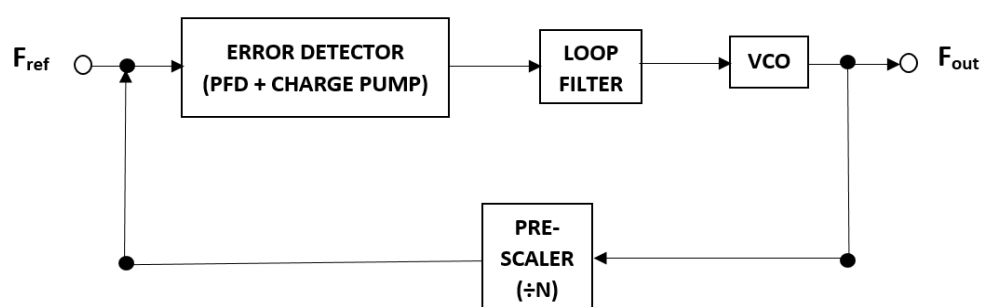 F_ref
ERROR DETECTOR
(PFD + CHARGE PUMP)
LOOP
FILTER
VCO
F_out
PRE-
SCALER
(÷N)